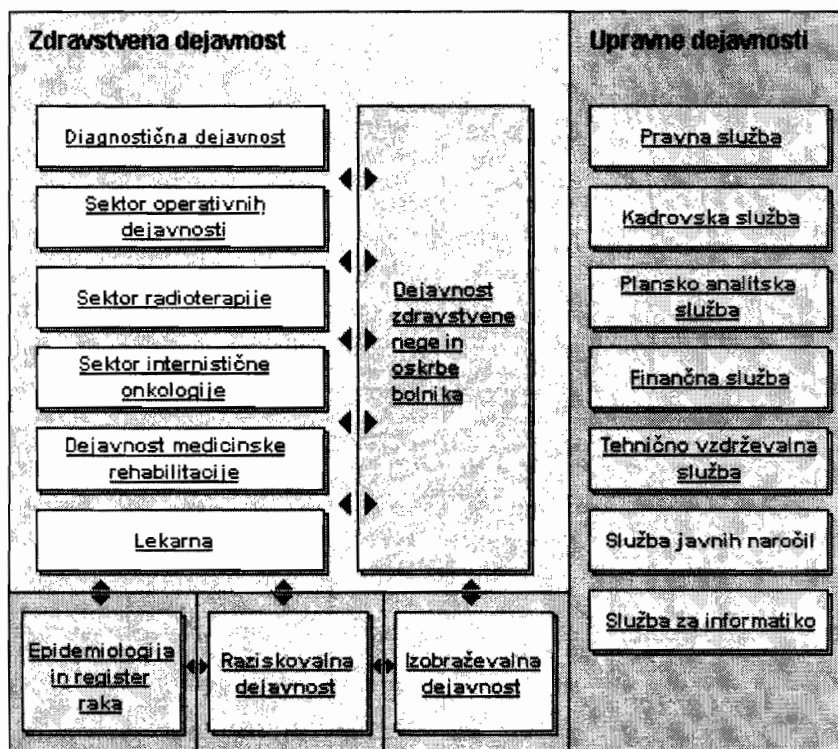 Zdravstvena dejavnost
Diagnostična dejavnost
Sektor operativnih
dejavnosti
Sektor radioterapije
Sektor internistične
onkologije
Dejavnost medicinske
rehabilitacije
Lekarna
Dejavnost
zdravstvene
nege in
oskrbe
bolnika
Epidemiologija
in register
raka
Raziskovalna
dejavnost
Izobraževalna
dejavnost
Upravne dejavnosti
Pravna služba
Kadrovska služba
Plansko analitska
služba
Finančna služba
Tehnično vzdrževalna
služba
Služba javnih naročil
Služba za informatiko